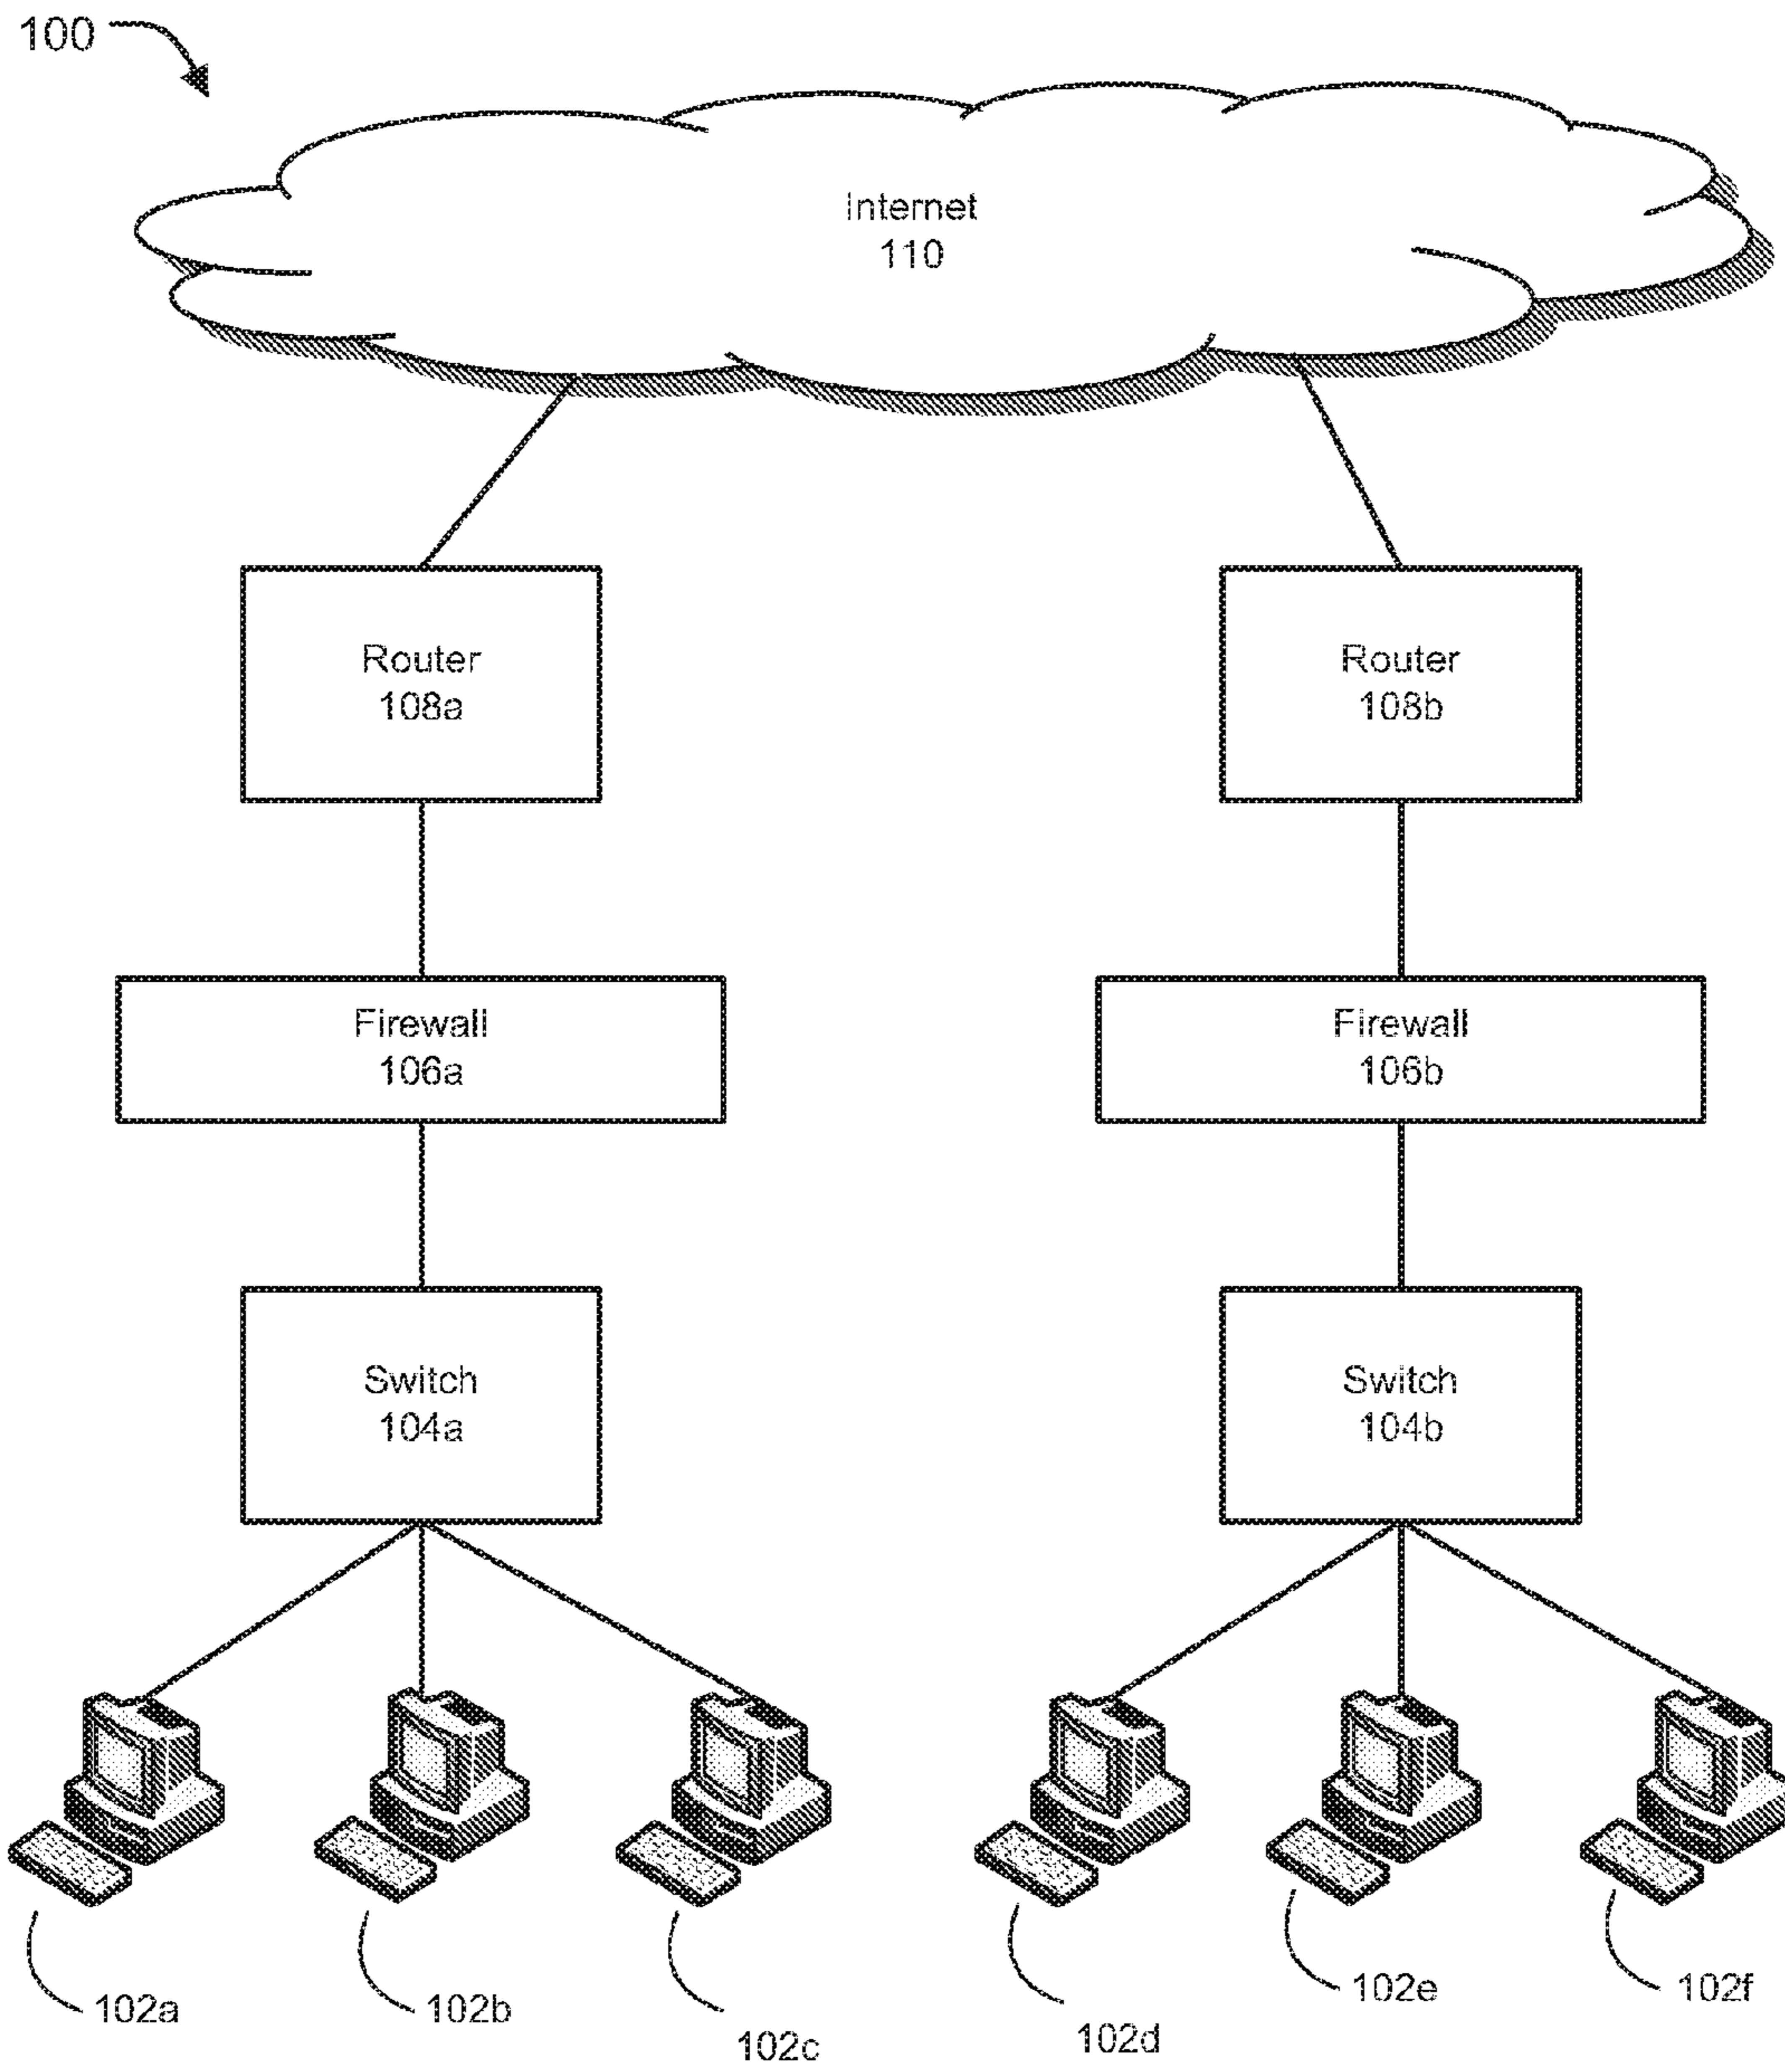 100
Internet
110
Router
108a
Router
108b
Firewall
106a
Firewall
106b
Switch
104a
Switch
104b
102a
102b
102c
102d
102e
102f